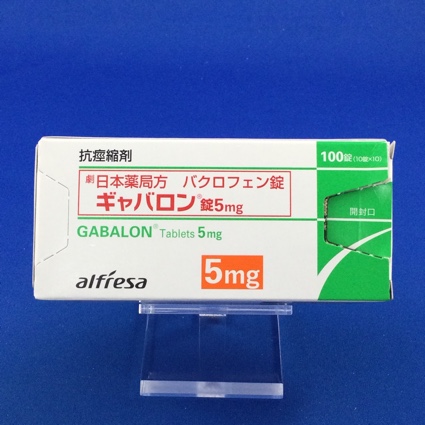 抗痙縮剤
100錠(10錠×10)
劇 日本薬局方 バクロフェン錠
ギャバロン®錠5mg
GABALON® Tablets 5mg
開封口
5mg
alfresa